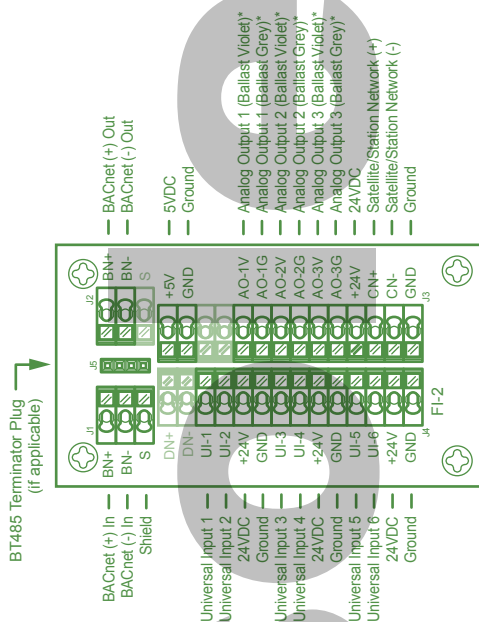 BT485 Terminator Plug
(if applicable)
BACnet (+) In
BACnet (-) In
Shield
Universal Input 1
Universal Input 2
24VDC
Ground
Universal Input 3
Universal Input 4
24VDC
Ground
Universal Input 5
Universal Input 6
24VDC
Ground
J1
BN+
BN-
S
DN+
DN-
UI-1
UI-2
+24V
GND
UI-3
UI-4
+24V
GND
UI-5
UI-6
+24V
GND
J4
J5
FI-2
J2
BN+
BN-
S
+5V
GND
AO-1V
AO-1G
AO-2V
AO-2G
AO-3V
AO-3G
+24V
CN+
CN-
GND
J3
BACnet (+) Out
BACnet (-) Out
5VDC
Ground
Analog Output 1 (Ballast Violet)*
Analog Output 1 (Ballast Grey)*
Analog Output 2 (Ballast Violet)*
Analog Output 2 (Ballast Grey)*
Analog Output 3 (Ballast Violet)*
Analog Output 3 (Ballast Grey)*
24VDC
Satellite/Station Network (+)
Satellite/Station Network (-)
Ground